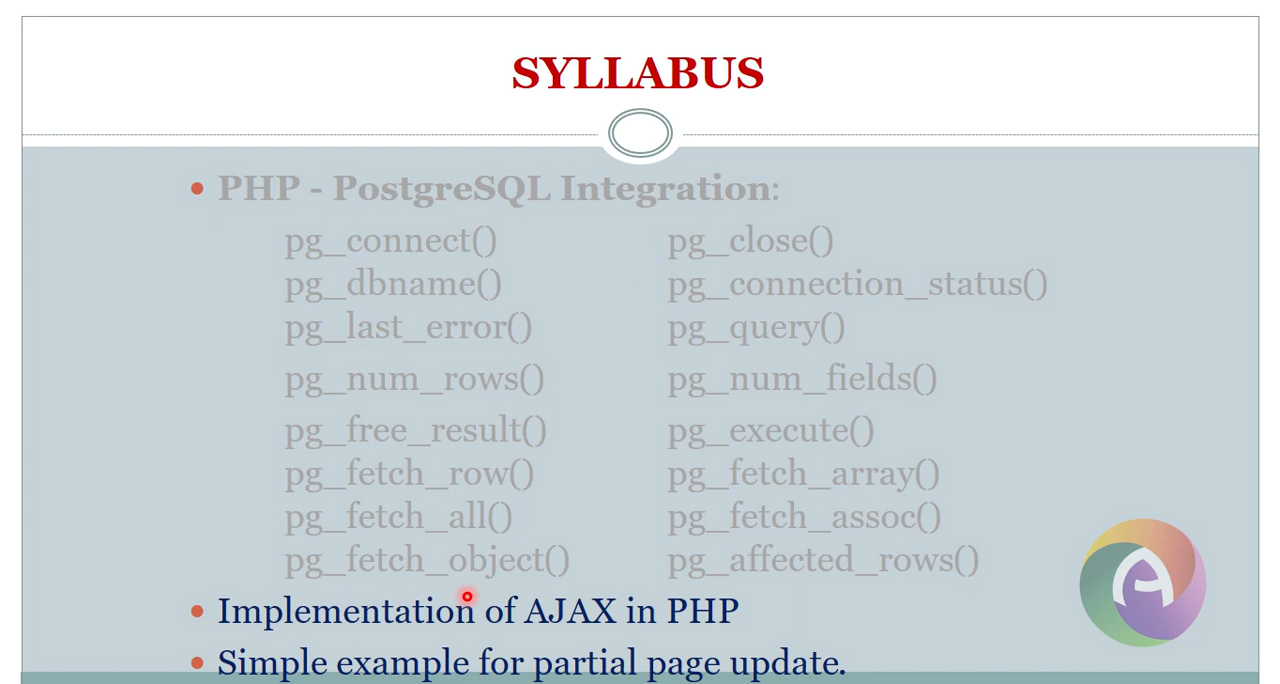 SYLLABUS
PHP - PostgreSQL Integration:
pg_connect() pg_close()
pg_dbname() pg_connection_status()
pg_last_error() pg_query()
pg_num_rows() pg_num_fields()
pg_free_result() pg_execute()
pg_fetch_row() pg_fetch_array()
pg_fetch_all() pg_fetch_assoc()
pg_fetch_object() pg_affected_rows()
Implementation of AJAX in PHP
Simple example for partial page update.